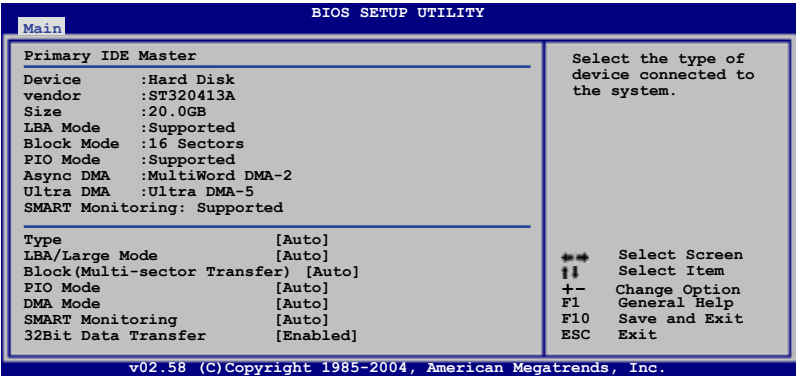 BIOS SETUP UTILITY
Main
Primary IDE Master
Device :Hard Disk
vendor :ST320413A
Size :20.0GB
LBA Mode :Supported
Block Mode :16 Sectors
PIO Mode :Supported
Async DMA :MultiWord DMA-2
Ultra DMA :Ultra DMA-5
SMART Monitoring: Supported
Type [Auto]
LBA/Large Mode [Auto]
Block(Multi-sector Transfer) [Auto]
PIO Mode [Auto]
DMA Mode [Auto]
SMART Monitoring [Auto]
32Bit Data Transfer [Enabled]
Select the type of
device connected to
the system.
←→ Select Screen
↑↓ Select Item
+- Change Option
F1 General Help
F10 Save and Exit
ESC Exit
v02.58 (C)Copyright 1985-2004, American Megatrends, Inc.